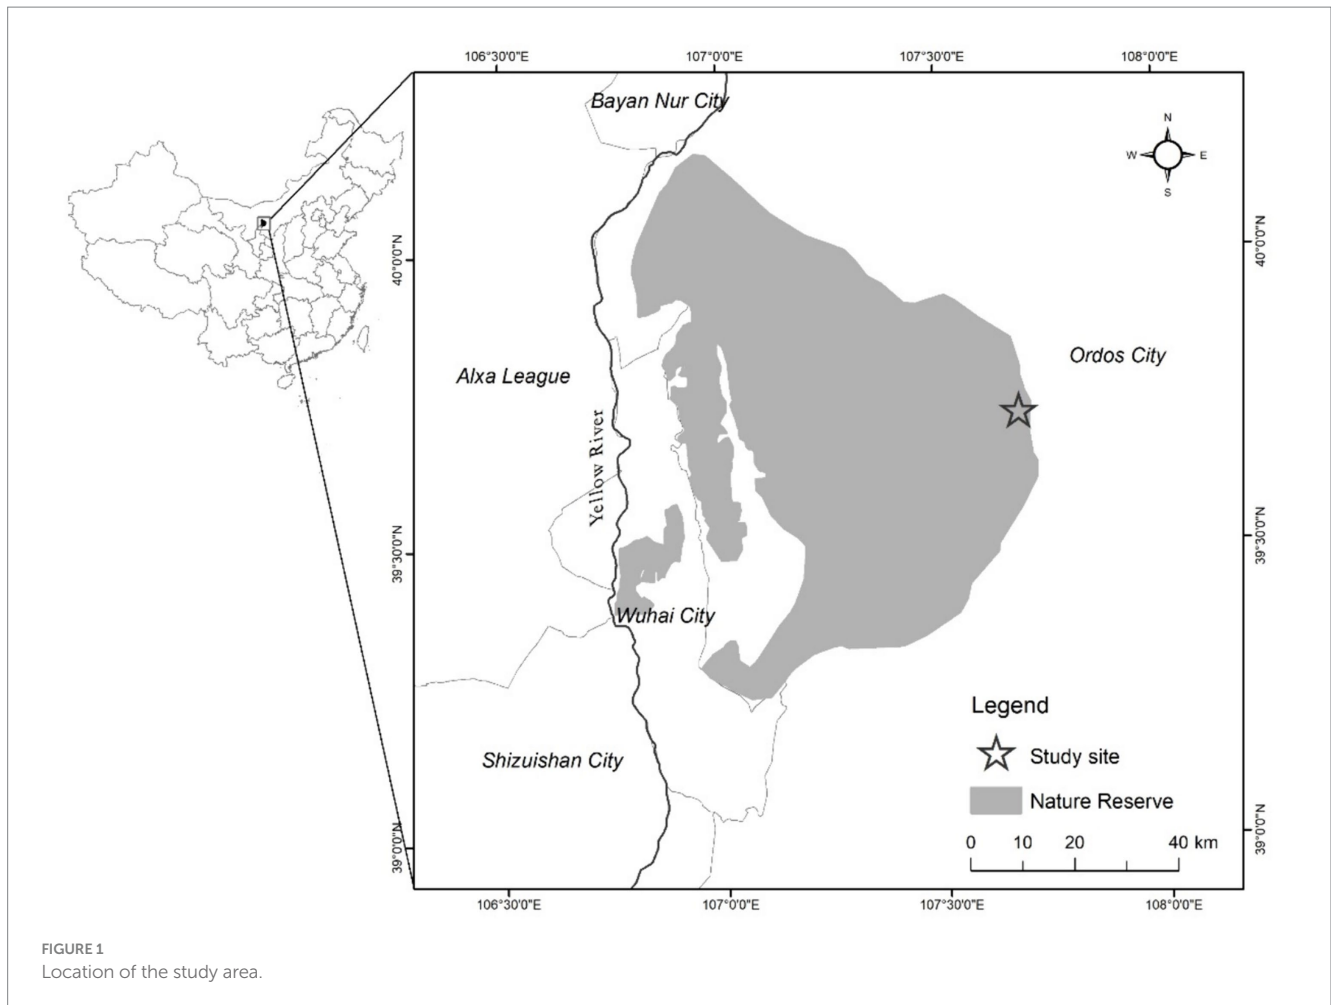 106°30'0"E
107°0'0"E
107°30'0"E
108°0'0"E
Bayan Nur City
N
W
E
S
40°0'0"N
40°0'0"N
Ordos City
Alxa League
Yellow River
39°30'0"N
39°30'0"N
Wuhai City
Legend
Shizuishan City
Study site
Nature Reserve
39°0'0"N
39°0'0"N
0 10 20 40 km
106°30'0"E
107°0'0"E
107°30'0"E
108°0'0"E
FIGURE 1
Location of the study area.